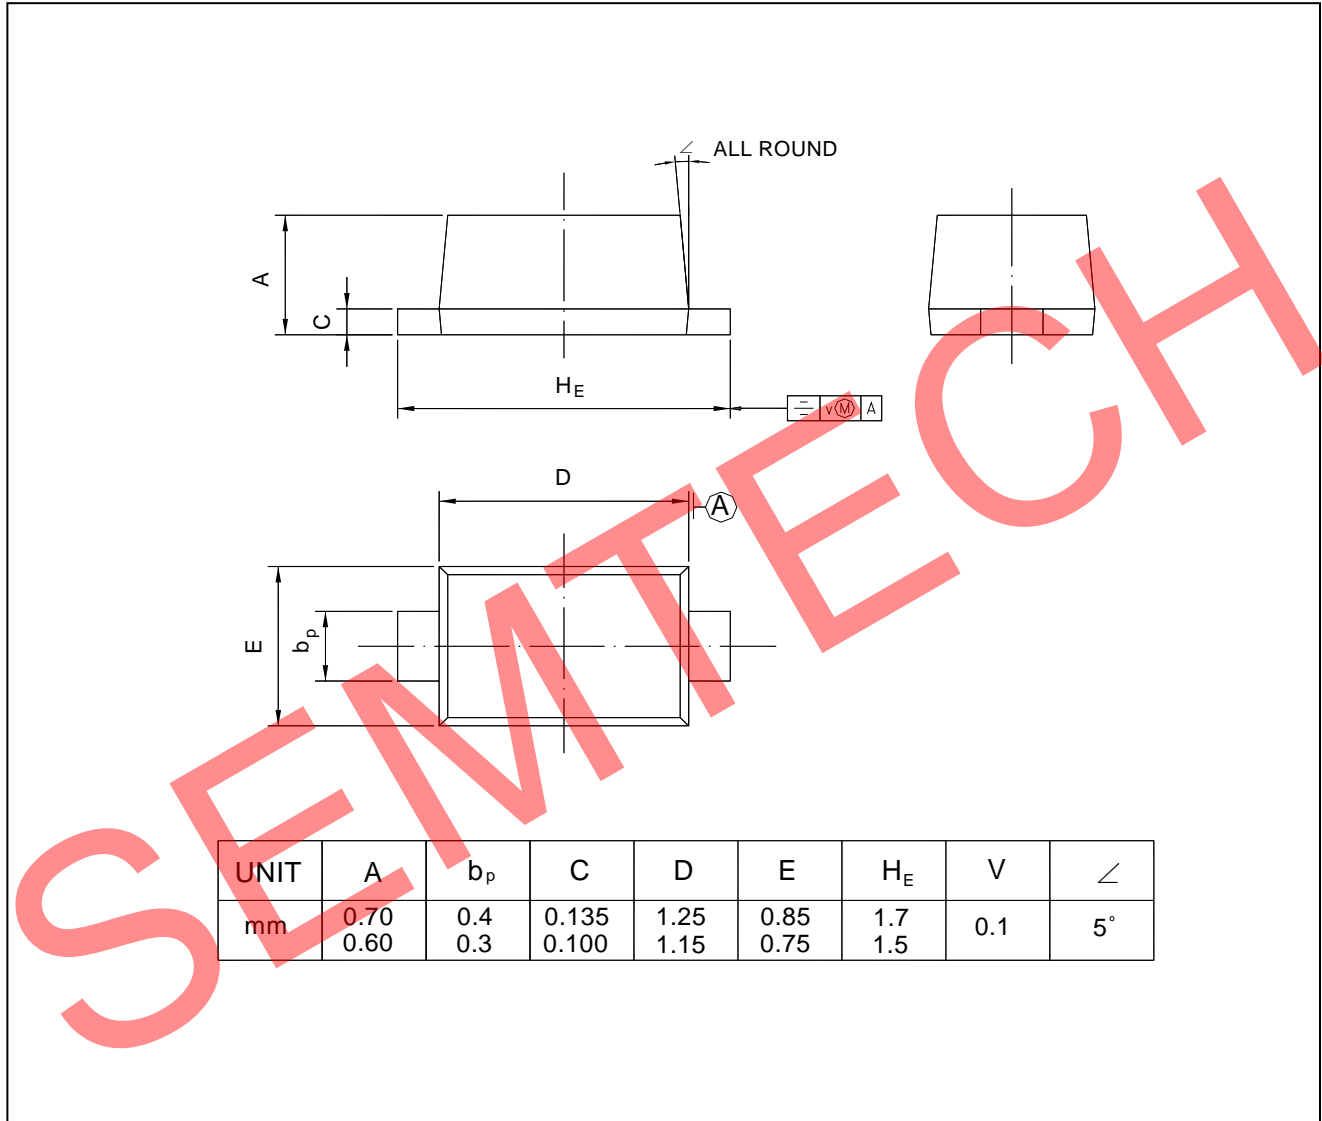 ∠ ALL ROUND
A
C
HE
v Ⓜ A
D
A
E
bp
UNIT A bp C D E HE V ∠
mm 0.70 0.4 0.135 1.25 0.85 1.7 0.1 5°
0.60 0.3 0.100 1.15 0.75 1.5
SEMTECH